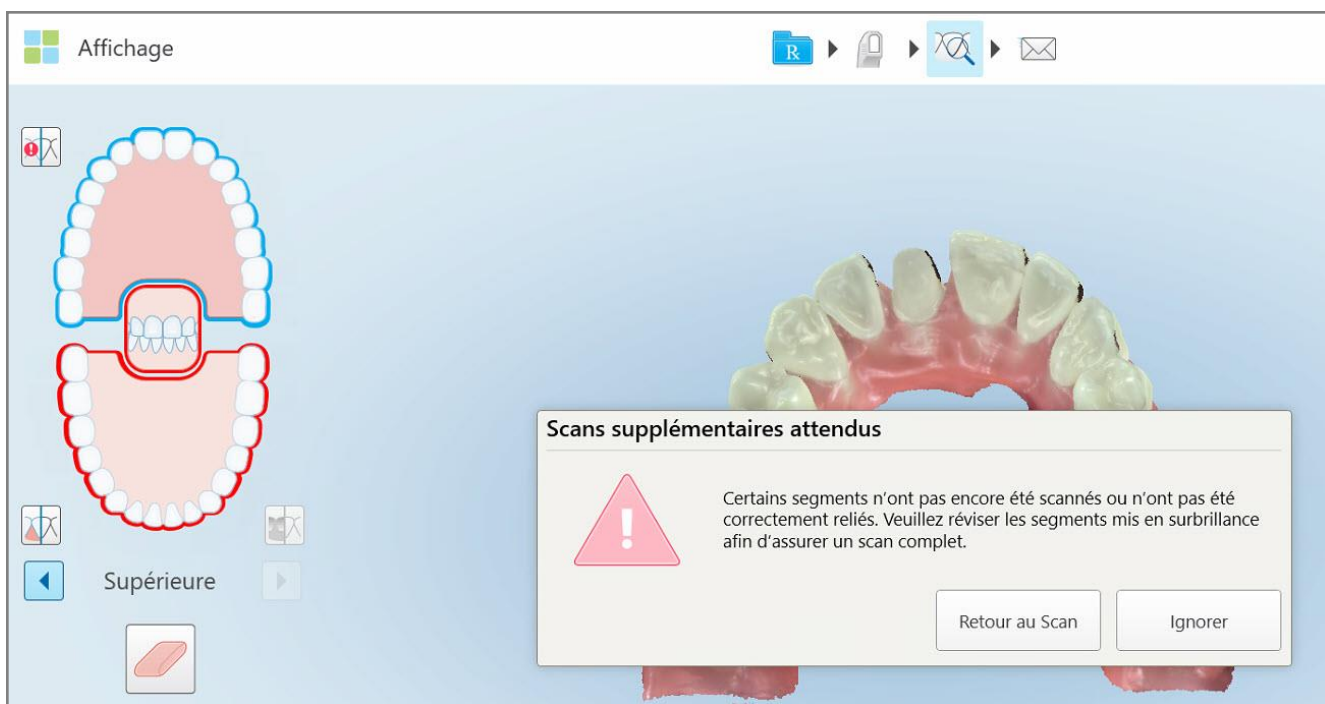 Affichage
R
Scans supplémentaires attendus
Certains segments n'ont pas encore été scannés ou n'ont pas été
correctement reliés. Veuillez réviser les segments mis en surbrillance
afin d'assurer un scan complet.
Supérieure
Retour au Scan
Ignorer